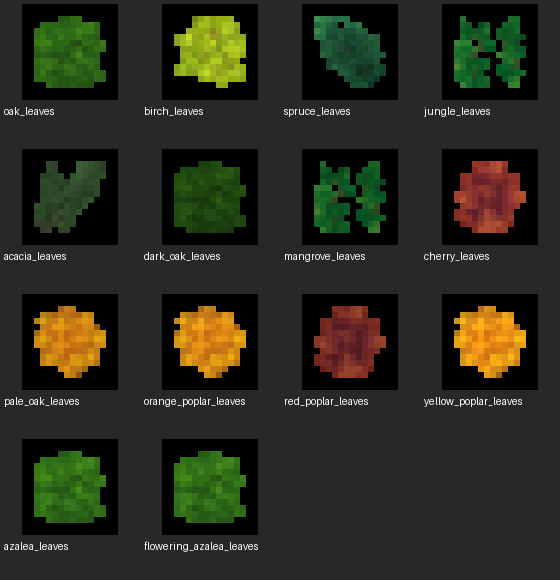 oak_leaves
birch_leaves
spruce_leaves
jungle_leaves
acacia_leaves
dark_oak_leaves
mangrove_leaves
cherry_leaves
pale_oak_leaves
orange_poplar_leaves
red_poplar_leaves
yellow_poplar_leaves
azalea_leaves
flowering_azalea_leaves